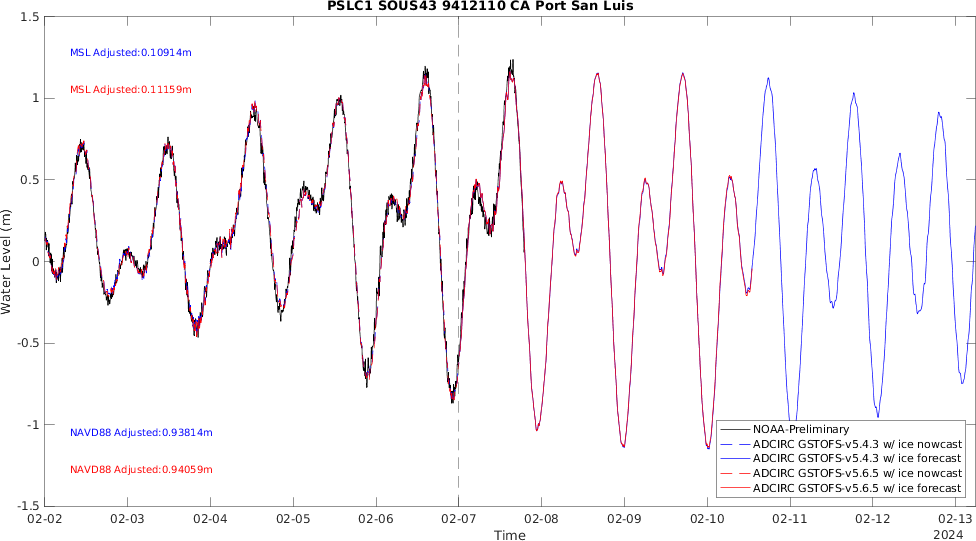 PSLC1 SOUS43 9412110 CA Port San Luis
1.5
MSL Adjusted:0.10914m
MSL Adjusted:0.11159m
1
0.5
0
-0.5
-1
-1.5
Water Level (m)
NAVD88 Adjusted:0.93814m
NAVD88 Adjusted:0.94059m
NOAA-Preliminary
ADCIRC GSTOFS-v5.4.3 w/ ice nowcast
ADCIRC GSTOFS-v5.4.3 w/ ice forecast
ADCIRC GSTOFS-v5.6.5 w/ ice nowcast
ADCIRC GSTOFS-v5.6.5 w/ ice forecast
02-02 02-03 02-04 02-05 02-06 02-07 02-08 02-09 02-10 02-11 02-12 02-13
Time
2024